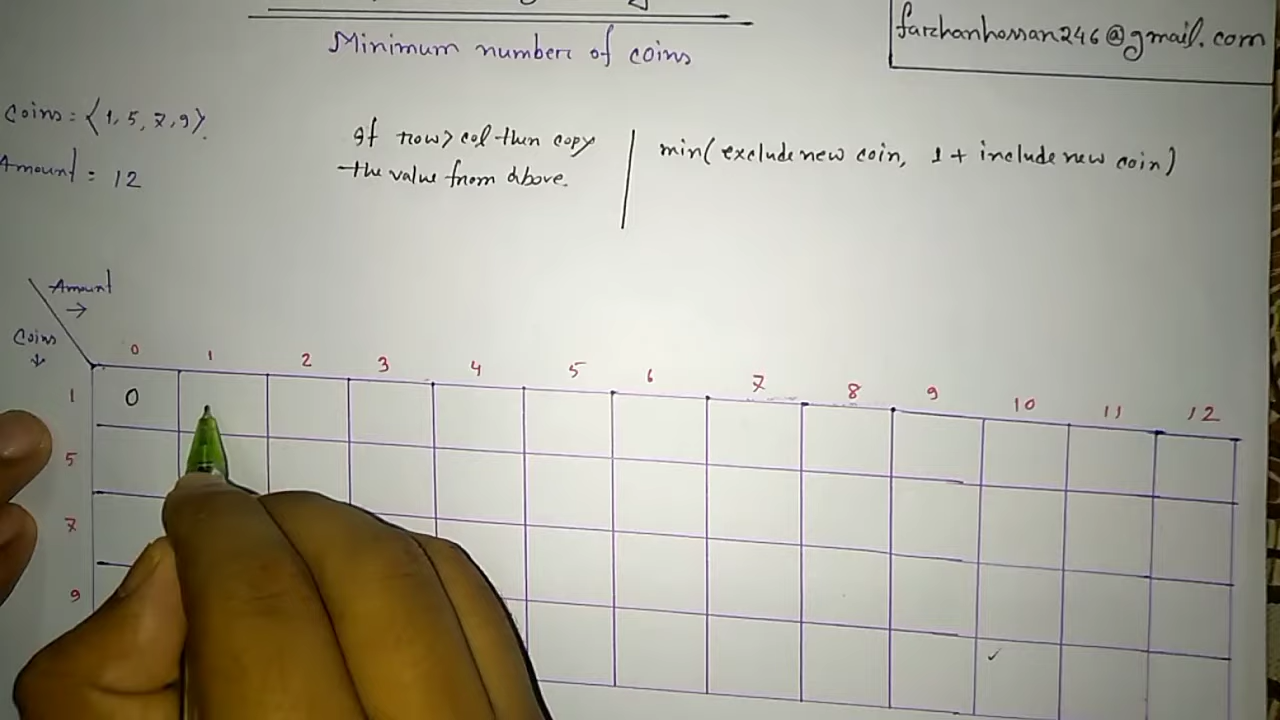 Minimum number of coins
farhanhossan246@gmail.com
Coins = {1, 5, 7, 9}.
Amount = 12
If row > col then copy
the value from above.
min( exclude new coin, 1 + include new coin )
Amount
→
Coins
↓
0 1 2 3 4 5 6 7 8 9 10 11 12
1 0
5
7
9
✓